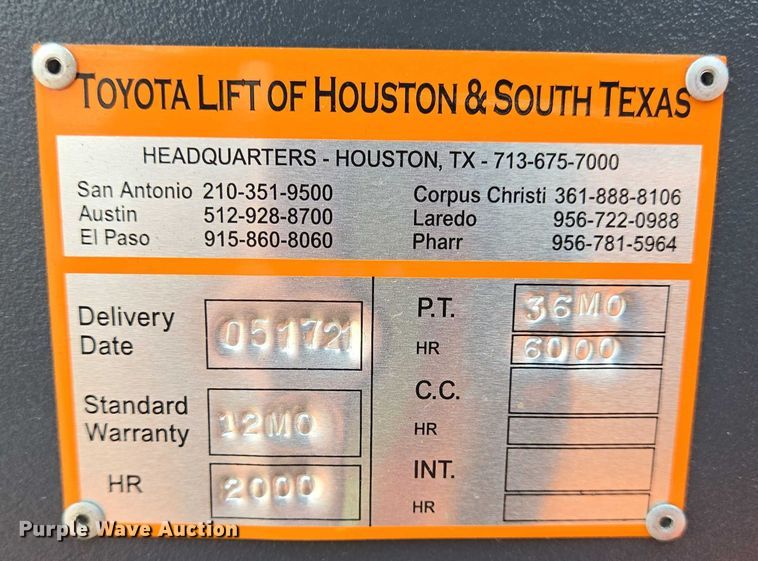 TOYOTA LIFT OF HOUSTON & SOUTH TEXAS
HEADQUARTERS - HOUSTON, TX - 713-675-7000
San Antonio 210-351-9500
Austin 512-928-8700
El Paso 915-860-8060
Corpus Christi 361-888-8106
Laredo 956-722-0988
Pharr 956-781-5964
Delivery Date 051721
Standard Warranty 12MO
HR 2000
P.T. 36MO
HR 6000
C.C.
HR
INT.
HR
Purple Wave Auction